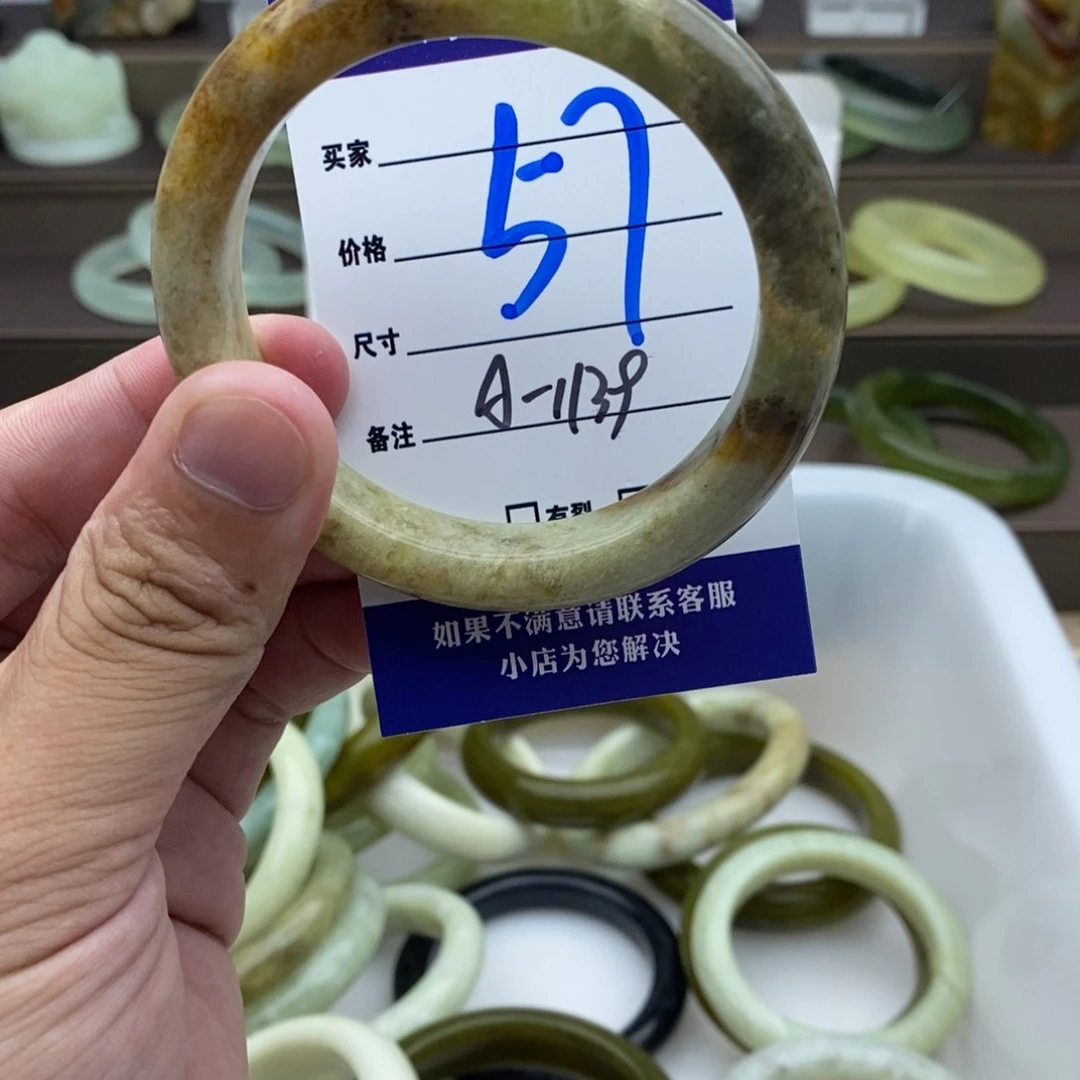 买家
57
价格
尺寸
A-1139
备注
有裂
如果不满意请联系客服
小店为您解决